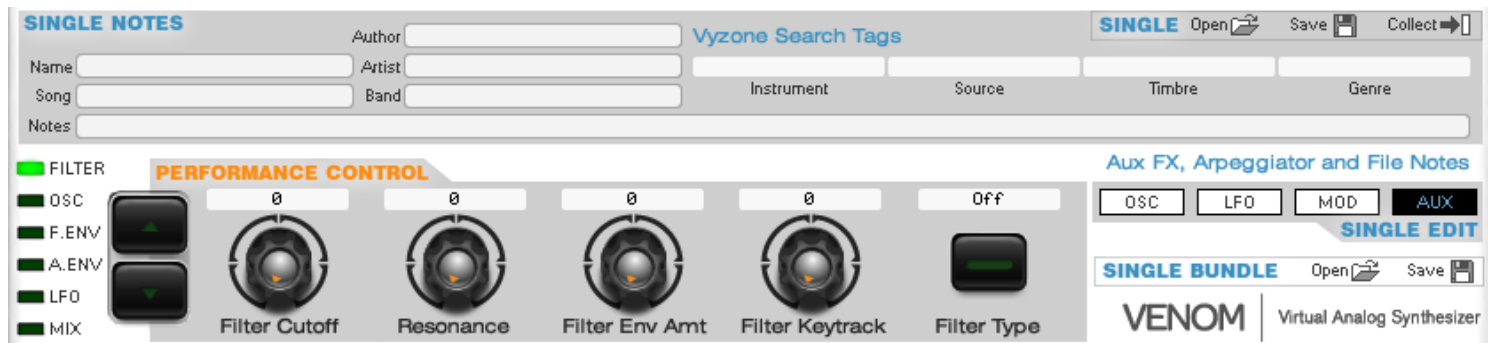 SINGLE NOTES
Author
Vyzone Search Tags
SINGLE Open Save Collect
Name
Artist
Song
Band
Instrument Source Timbre Genre
Notes
FILTER
OSC
F.ENV
A.ENV
LFO
MIX
PERFORMANCE CONTROL
0 0 0 0 Off
Filter Cutoff Resonance Filter Env Amt Filter Keytrack Filter Type
Aux FX, Arpeggiator and File Notes
OSC LFO MOD AUX
SINGLE EDIT
SINGLE BUNDLE Open Save
VENOM Virtual Analog Synthesizer